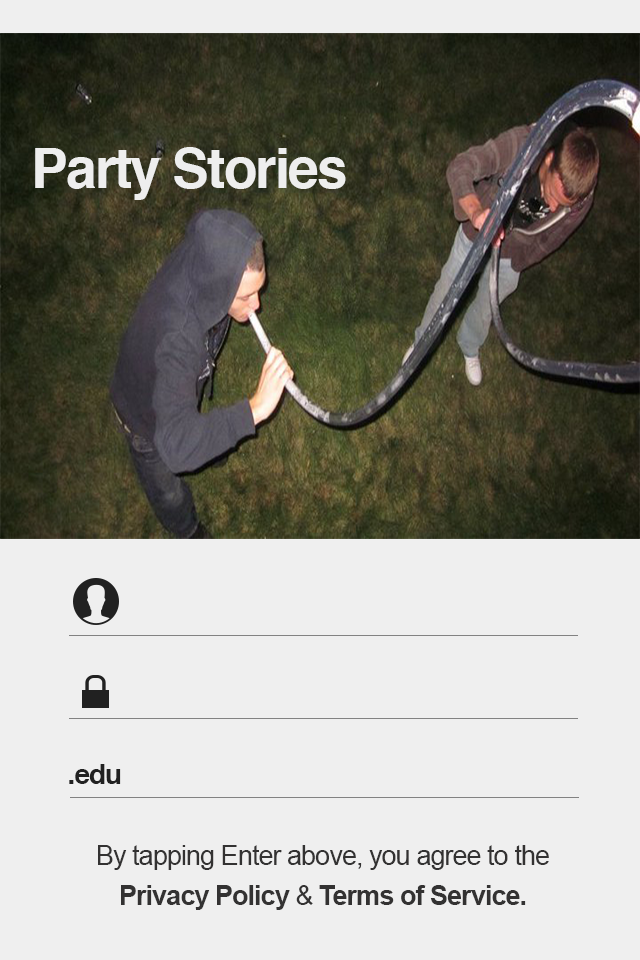 Party Stories
.edu
By tapping Enter above, you agree to the
Privacy Policy & Terms of Service.